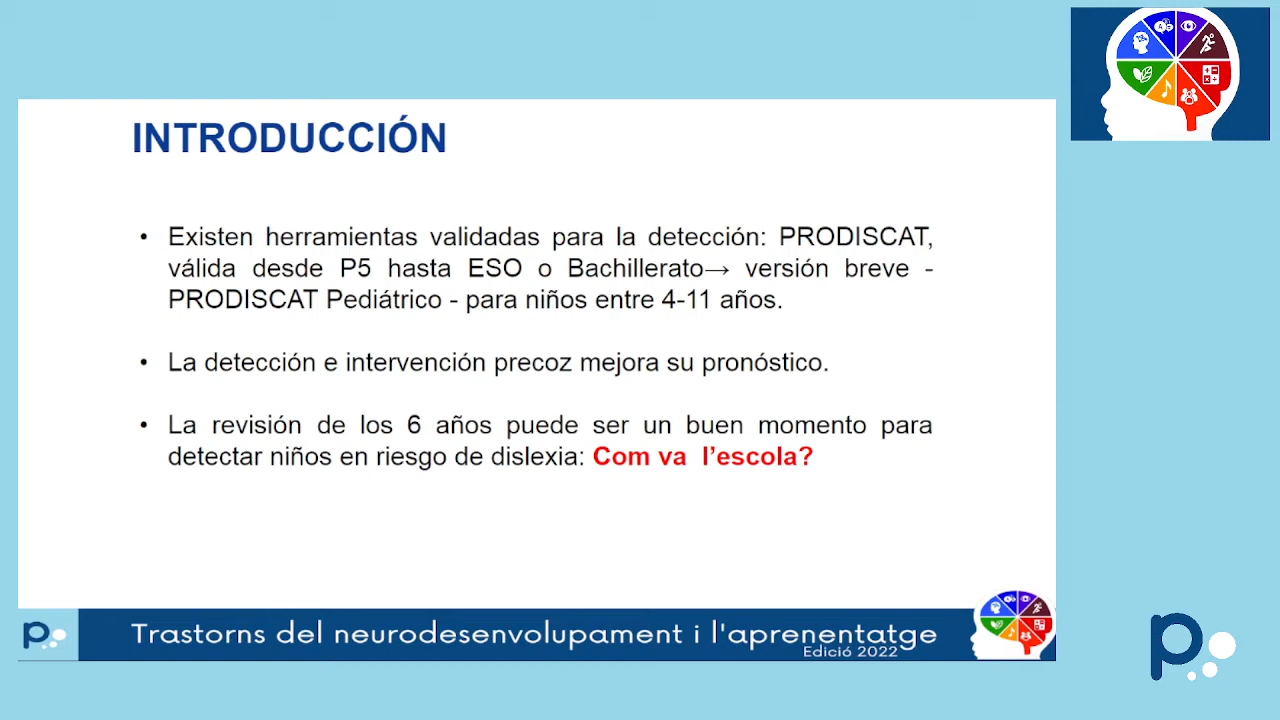 INTRODUCCIÓN
• Existen herramientas validadas para la detección: PRODISCAT,
válida desde P5 hasta ESO o Bachillerato→ versión breve -
PRODISCAT Pediátrico - para niños entre 4-11 años.
• La detección e intervención precoz mejora su pronóstico.
• La revisión de los 6 años puede ser un buen momento para
detectar niños en riesgo de dislexia: Com va l’escola?
p
Trastorns del neurodesenvolupament i l'aprenentatge
Edició 2022
p